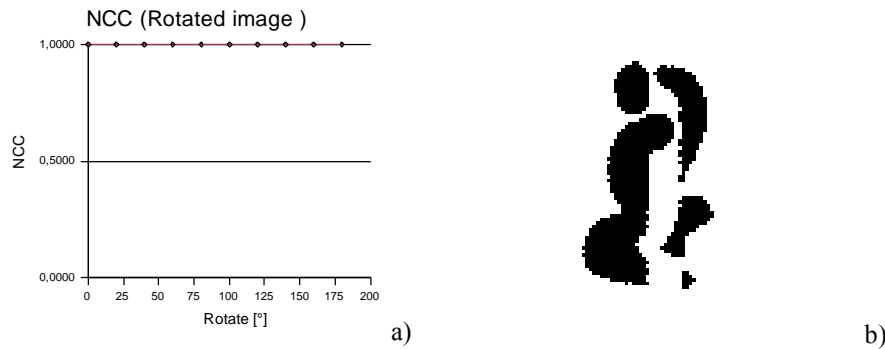 NCC (Rotated image )
1,0000
0,5000
0,0000
NCC
0 25 50 75 100 125 150 175 200
Rotate [°]
a)
b)